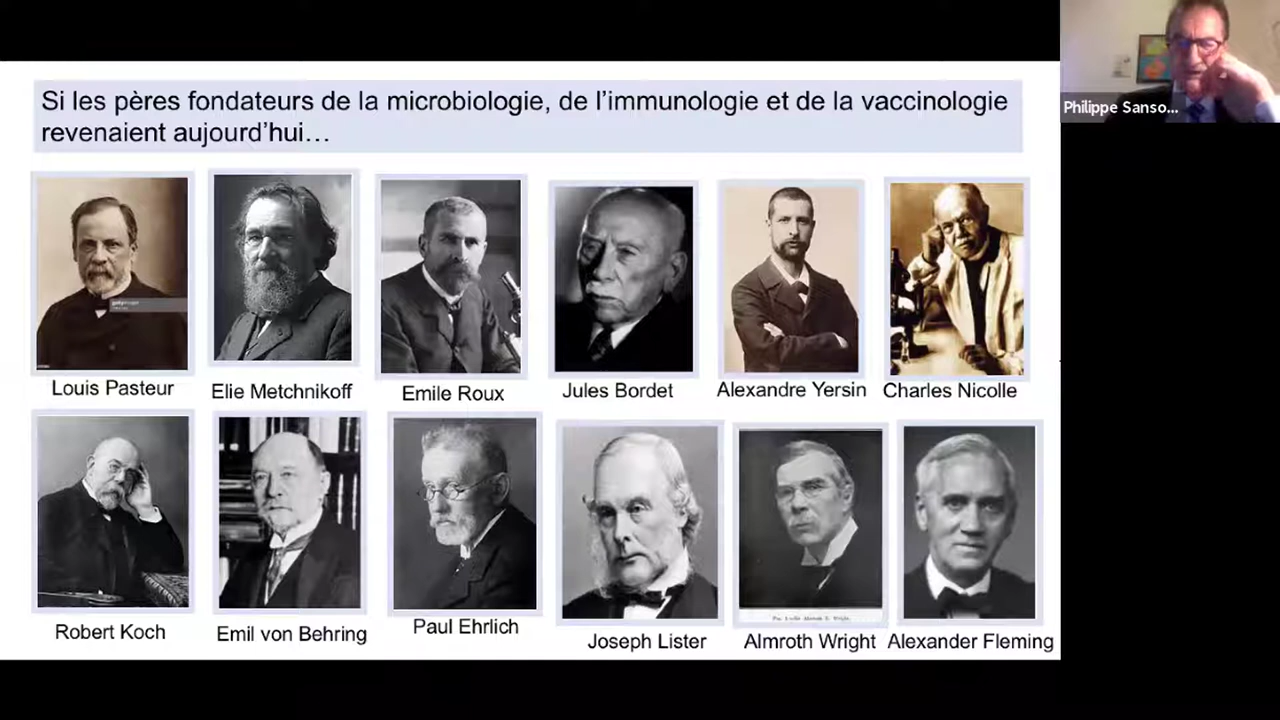 Si les pères fondateurs de la microbiologie, de l’immunologie et de la vaccinologie
revenaient aujourd’hui…
Philippe Sanso...
Louis Pasteur
Elie Metchnikoff
Emile Roux
Jules Bordet
Alexandre Yersin
Charles Nicolle
Robert Koch
Emil von Behring
Paul Ehrlich
Joseph Lister
Almroth Wright
Alexander Fleming